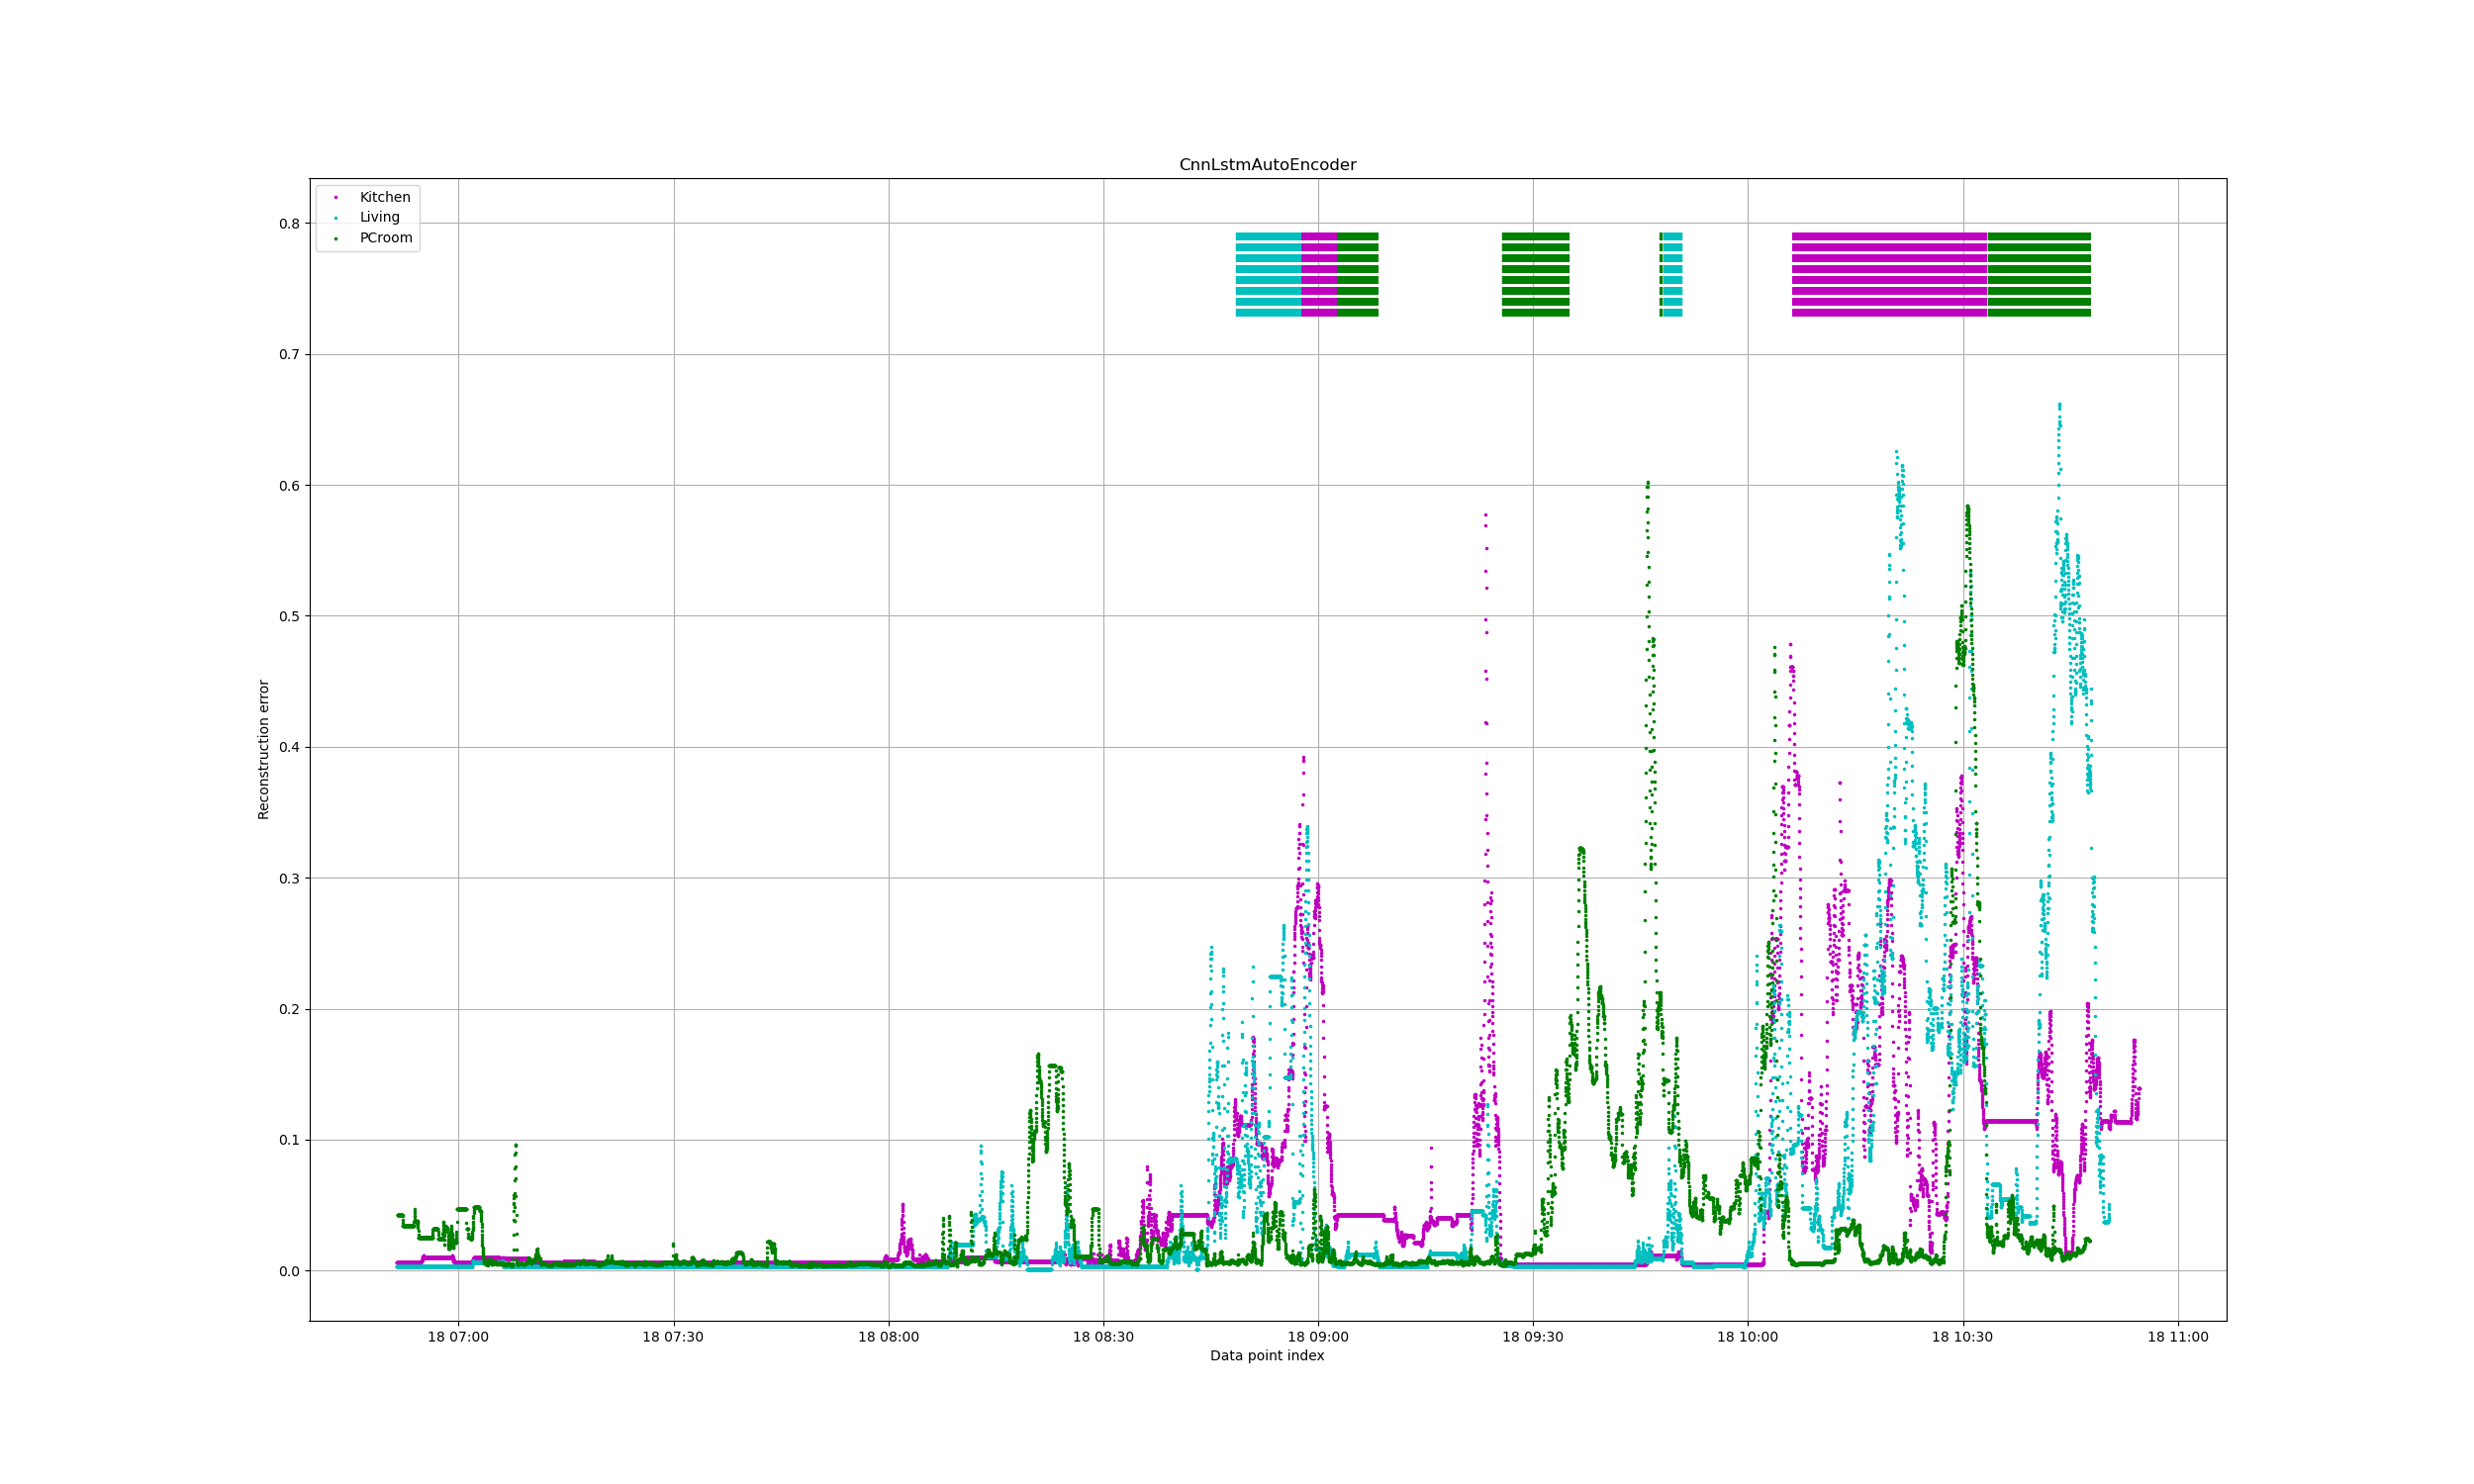 CnnLstmAutoEncoder
Kitchen
Living
PCroom
0.8
0.7
0.6
0.5
0.4
0.3
0.2
0.1
0.0
Reconstruction error
18 07:00 18 07:30 18 08:00 18 08:30 18 09:00 18 09:30 18 10:00 18 10:30 18 11:00
Data point index